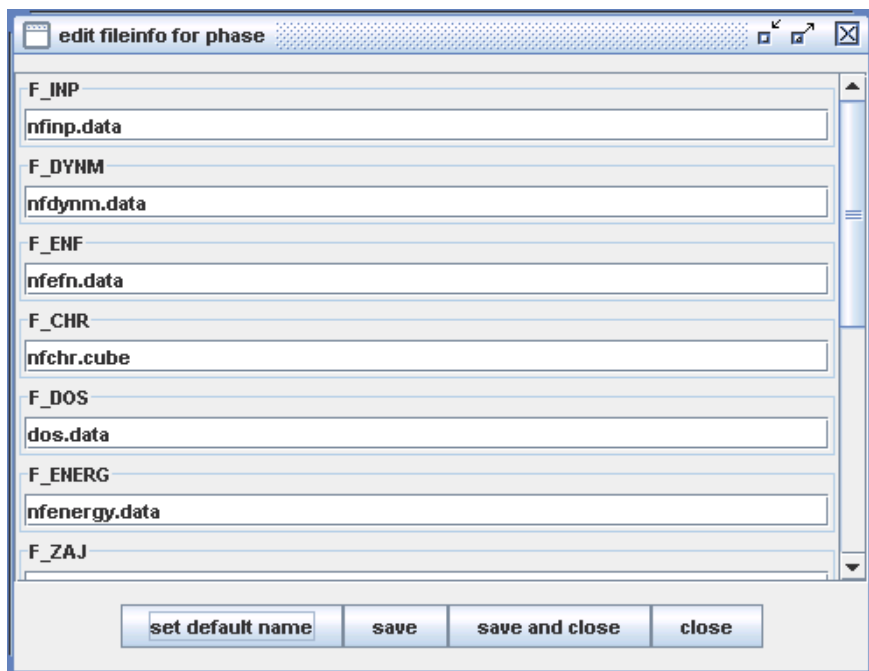 edit fileinfo for phase
F_INP
nfinp.data
F_DYNM
nfdynm.data
F_ENF
nfefn.data
F_CHR
nfchr.cube
F_DOS
dos.data
F_ENERG
nfenergy.data
F_ZAJ
set default name save save and close close